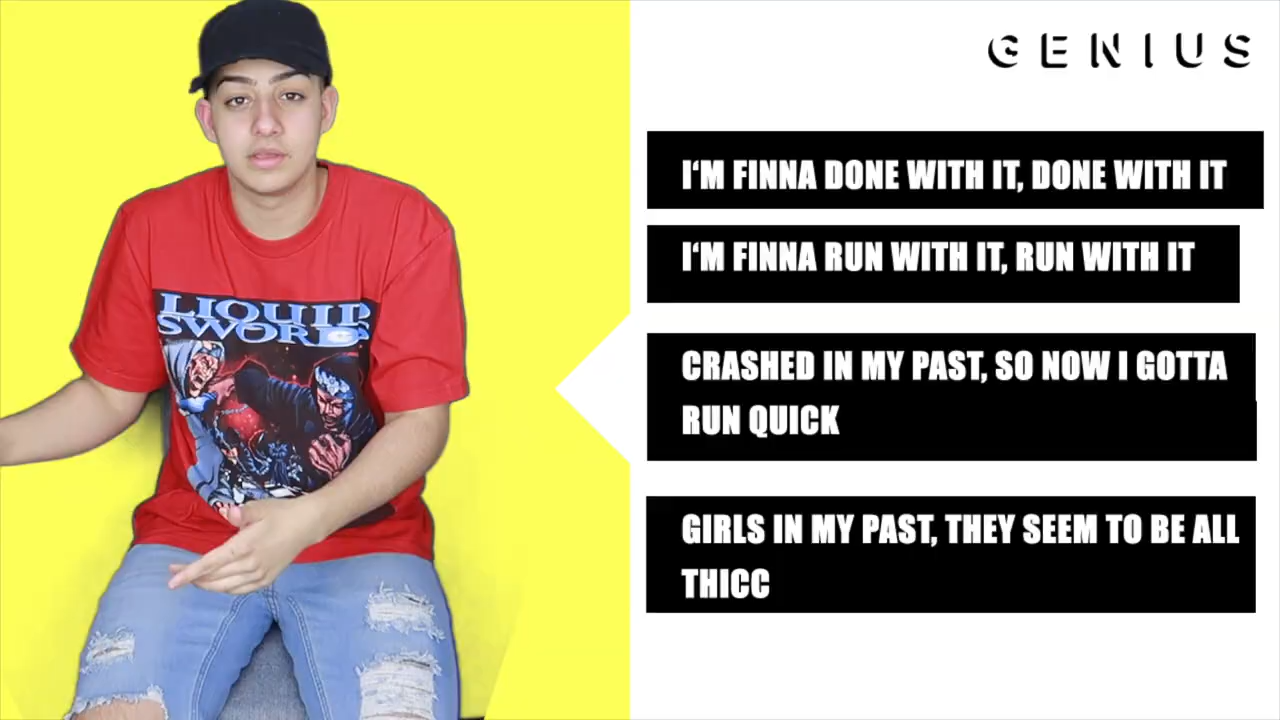 GENIUS
I‘M FINNA DONE WITH IT, DONE WITH IT
I‘M FINNA RUN WITH IT, RUN WITH IT
CRASHED IN MY PAST, SO NOW I GOTTA
RUN QUICK
GIRLS IN MY PAST, THEY SEEM TO BE ALL
THICC
LIQUID
SWORDS